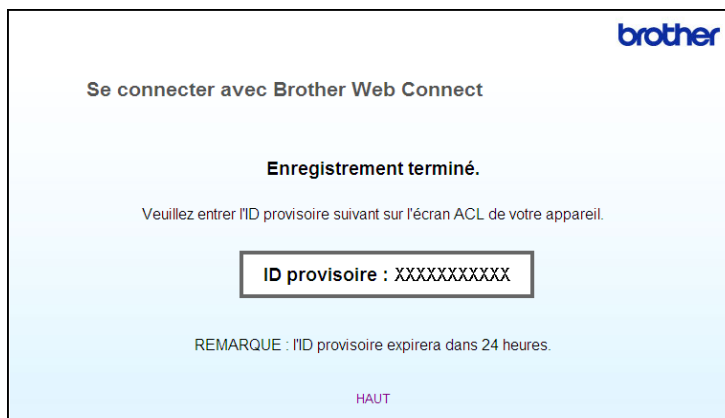 brother
Se connecter avec Brother Web Connect
Enregistrement terminé.
Veuillez entrer l'ID provisoire suivant sur l'écran ACL de votre appareil.
ID provisoire : XXXXXXXXXXX
REMARQUE : l'ID provisoire expirera dans 24 heures.
HAUT